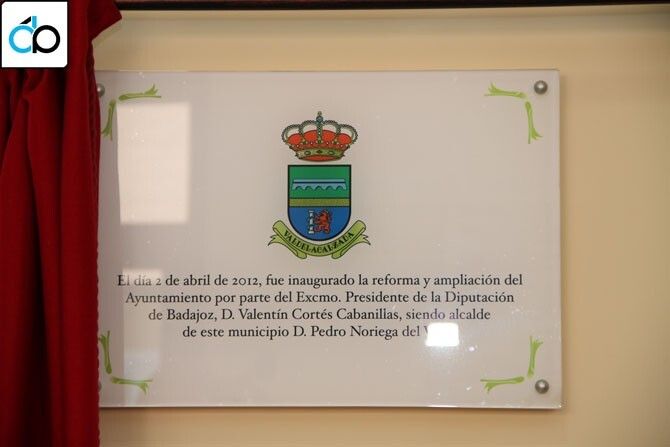 VALDELACALZADA
El día 2 de abril de 2012, fue inaugurado la reforma y ampliación del
Ayuntamiento por parte del Excmo. Presidente de la Diputación
de Badajoz, D. Valentín Cortés Cabanillas, siendo alcalde
de este municipio D. Pedro Noriega del